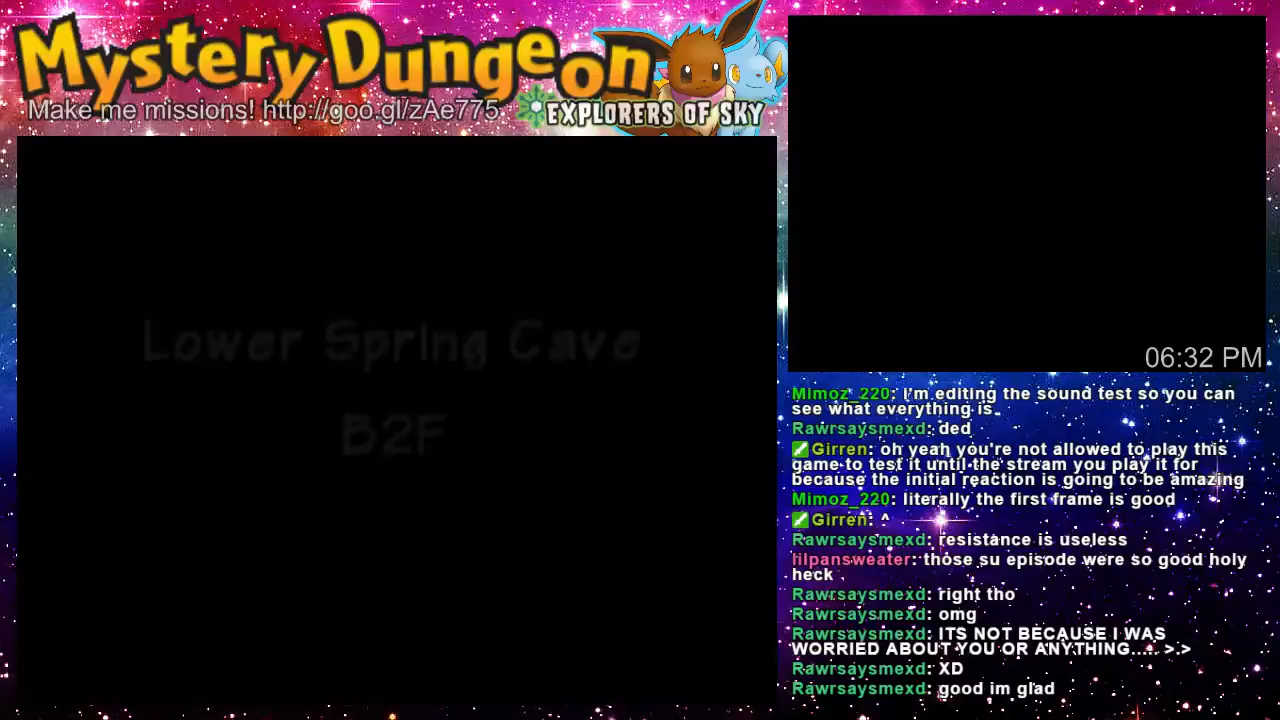 Mystery Dungeon
Make me missions! http://goo.gl/zAe775
EXPLORERS OF SKY
Lower Spring Cave
B2F
06:32 PM
Mimoz_220: I'm editing the sound test so you can
see what everything is
Rawrsaysmexd: ded
Girren: oh yeah you're not allowed to play this
game to test it until the stream you play it for
because the initial reaction is going to be amazing
Mimoz_220: literally the first frame is good
Girren: ^
Rawrsaysmexd: resistance is useless
lilpansweater: those su episode were so good holy
heck
Rawrsaysmexd: right tho
Rawrsaysmexd: omg
Rawrsaysmexd: ITS NOT BECAUSE I WAS
WORRIED ABOUT YOU OR ANYTHING..... >.>
Rawrsaysmexd: XD
Rawrsaysmexd: good im glad